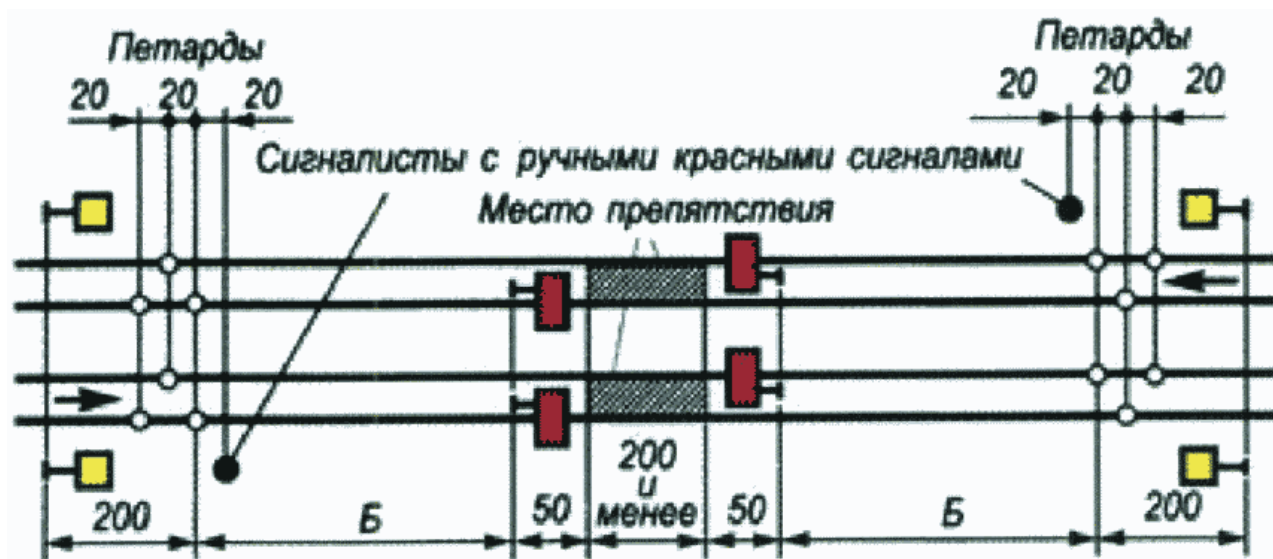 Петарды
Петарды
20 20 20
20 20 20
Сигналисты с ручными красными сигналами
Место препятствия
200 Б 50 200 и менее 50 Б 200